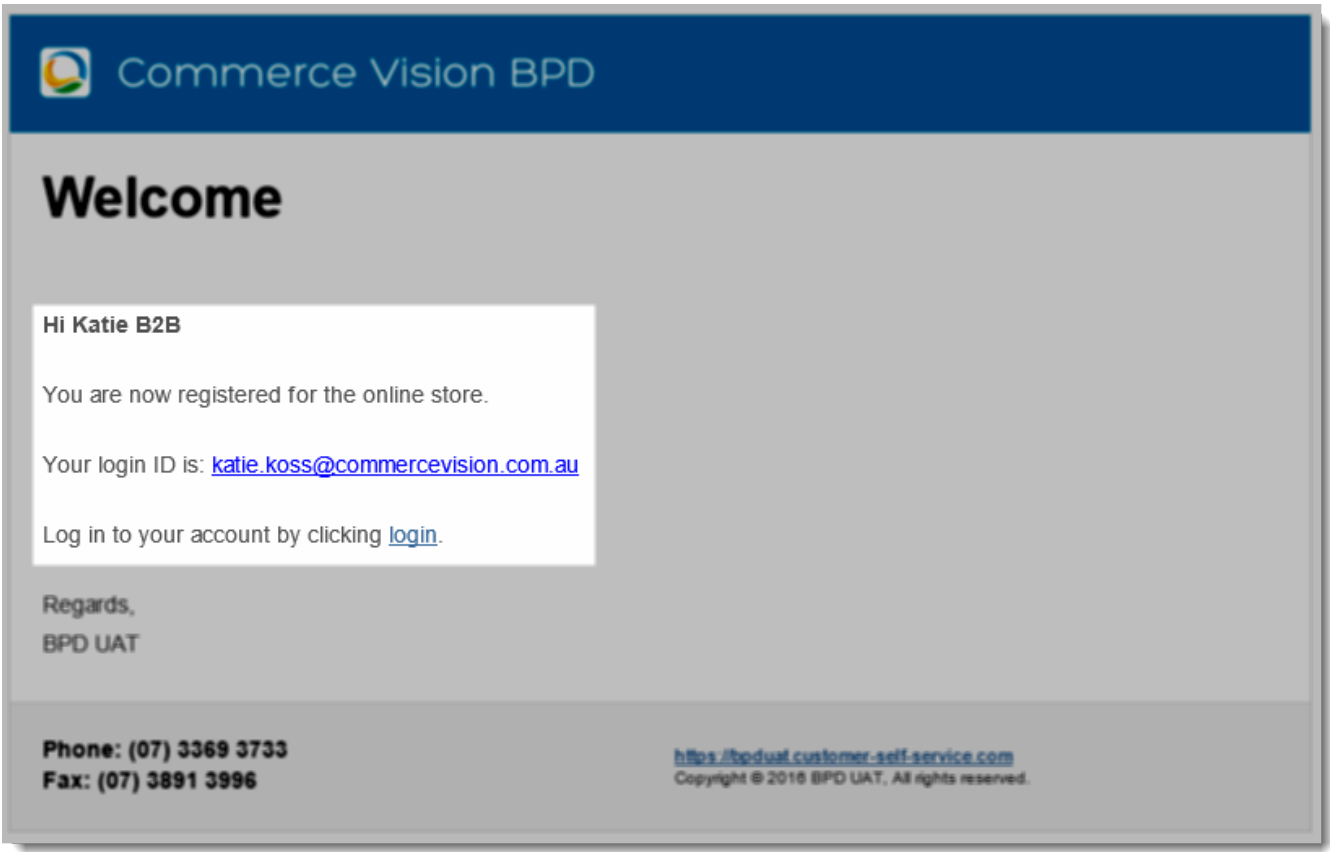 Commerce Vision BPD
Welcome
Hi Katie B2B
You are now registered for the online store.
Your login ID is: katie.koss@commercevision.com.au
Log in to your account by clicking login.
Regards,
BPD UAT
Phone: (07) 3369 3733
Fax: (07) 3891 3996
https://bpduat.customer-self-service.com
Copyright © 2016 BPD UAT, All rights reserved.